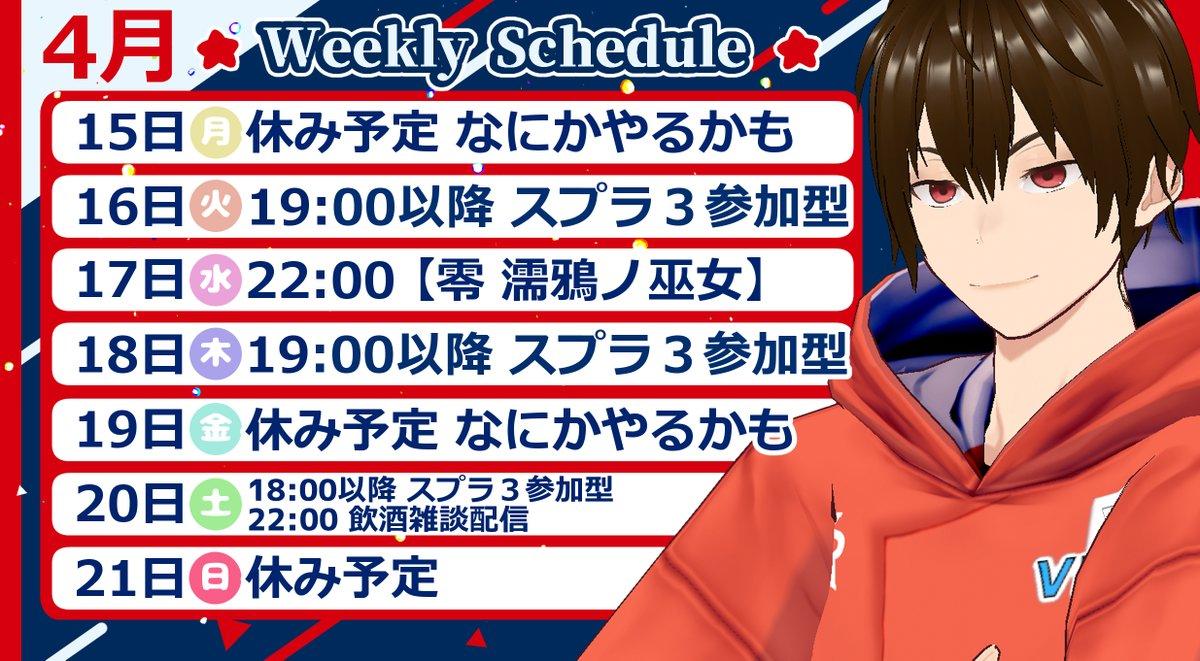 4月 Weekly Schedule
15日 月 休み予定 なにかやるかも
16日 火 19:00以降 スプラ３参加型
17日 水 22:00【零 濡鴉ノ巫女】
18日 木 19:00以降 スプラ３参加型
19日 金 休み予定 なにかやるかも
20日 土 18:00以降 スプラ３参加型
22:00 飲酒雑談配信
21日 日 休み予定